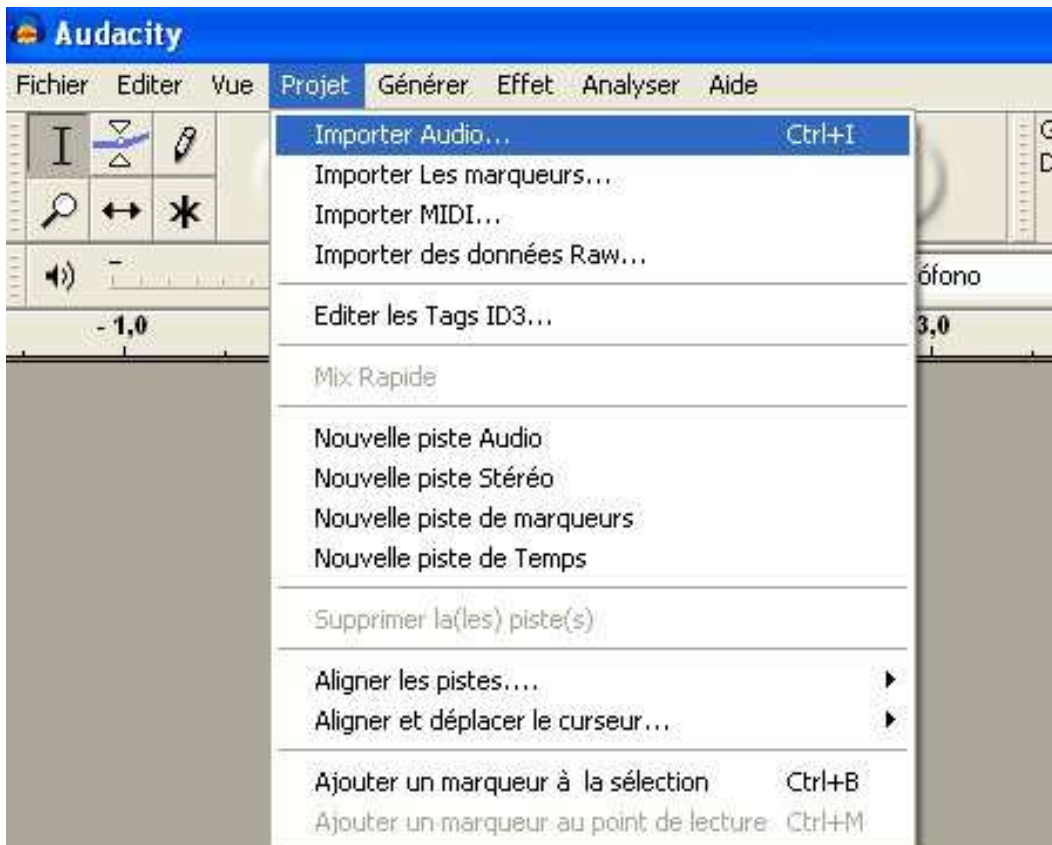 Audacity
Fichier Editer Vue Projet Générer Effet Analyser Aide
Importer Audio... Ctrl+I
Importer Les marqueurs...
Importer MIDI...
Importer des données Raw...
ófono
Editer les Tags ID3...
- 1,0
3,0
Mix Rapide
Nouvelle piste Audio
Nouvelle piste Stéréo
Nouvelle piste de marqueurs
Nouvelle piste de Temps
Supprimer la(les) piste(s)
Aligner les pistes....
Aligner et déplacer le curseur...
Ajouter un marqueur à la sélection Ctrl+B
Ajouter un marqueur au point de lecture Ctrl+M